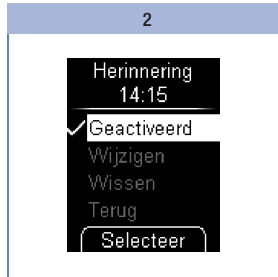 2
Herinnering
14:15
Geactiveerd
Wijzigen
Wissen
Terug
Selecteer